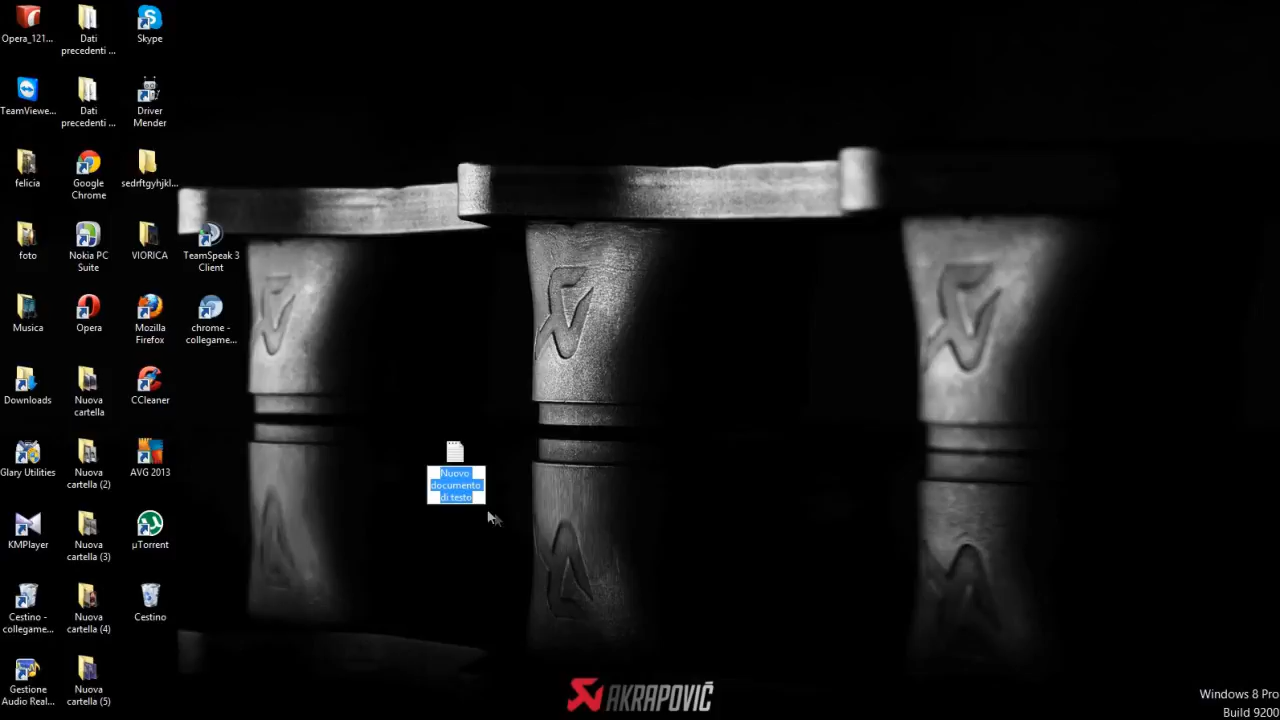 Opera_121...
Dati
precedenti ...
Skype
TeamViewe...
Dati
precedenti ...
Driver
Mender
felicia
Google
Chrome
sedrftgyhjkl...
foto
Nokia PC
Suite
VIORICA
TeamSpeak 3
Client
Musica
Opera
Mozilla
Firefox
chrome -
collegame...
Downloads
Nuova
cartella
CCleaner
Glary Utilities
Nuova
cartella (2)
AVG 2013
Nuovo
documento
di testo
KMPlayer
Nuova
cartella (3)
µTorrent
Cestino -
collegame...
Nuova
cartella (4)
Cestino
Gestione
Audio Real...
Nuova
cartella (5)
AKRAPOVIČ
Windows 8 Pro
Build 9200